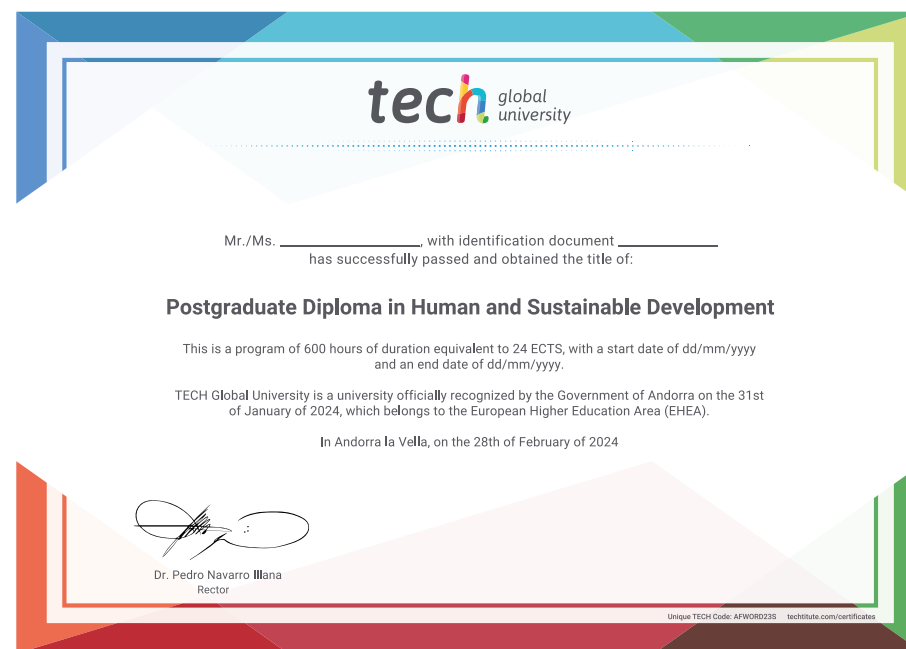 tech global university
Mr./Ms. ____________, with identification document ____________
has successfully passed and obtained the title of:
Postgraduate Diploma in Human and Sustainable Development
This is a program of 600 hours of duration equivalent to 24 ECTS, with a start date of dd/mm/yyyy
and an end date of dd/mm/yyyy.
TECH Global University is a university officially recognized by the Government of Andorra on the 31st
of January of 2024, which belongs to the European Higher Education Area (EHEA).
In Andorra la Vella, on the 28th of February of 2024
Dr. Pedro Navarro Illana
Rector
Unique TECH Code: AFWORD23S techtitute.com/certificates